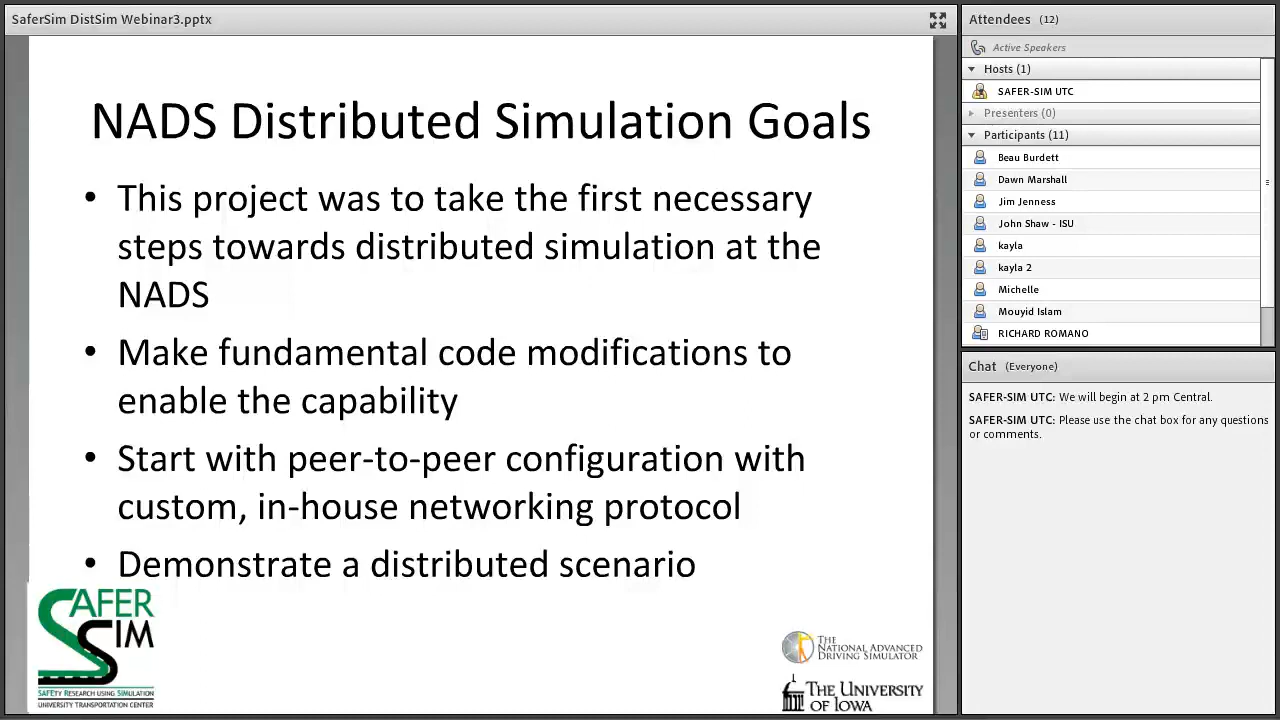 SaferSim DistSim Webinar3.pptx
NADS Distributed Simulation Goals
• This project was to take the first necessary
steps towards distributed simulation at the
NADS
• Make fundamental code modifications to
enable the capability
• Start with peer-to-peer configuration with
custom, in-house networking protocol
• Demonstrate a distributed scenario
SAFER
SIM
SAFETY RESEARCH USING SIMULATION
UNIVERSITY TRANSPORTATION CENTER
THE
NATIONAL ADVANCED
DRIVING SIMULATOR
THE UNIVERSITY
OF IOWA
Attendees (12)
Active Speakers
Hosts (1)
SAFER-SIM UTC
Presenters (0)
Participants (11)
Beau Burdett
Dawn Marshall
Jim Jenness
John Shaw - ISU
kayla
kayla 2
Michelle
Mouyid Islam
RICHARD ROMANO
Chat (Everyone)
SAFER-SIM UTC: We will begin at 2 pm Central.
SAFER-SIM UTC: Please use the chat box for any questions
or comments.